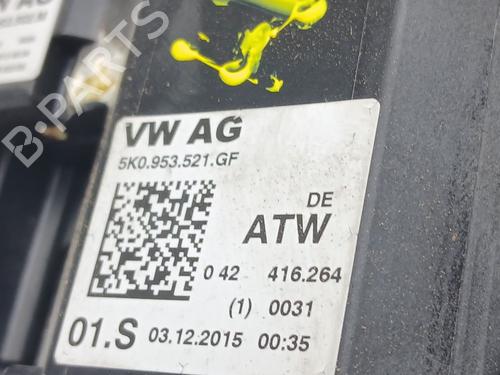 VW AG
5K0.953.521.GF
DE
ATW
0 42 416.264
(1) 0031
01.S 03.12.2015 00:35
B-PARTS